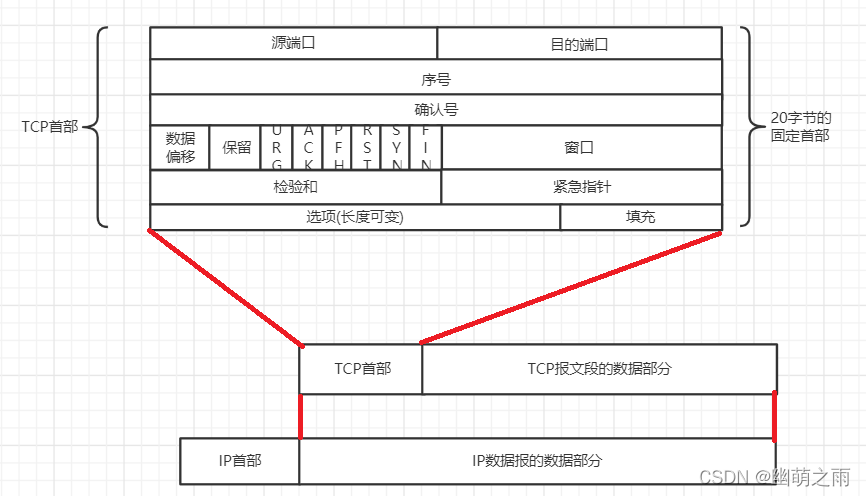 源端口
目的端口
序号
TCP首部
确认号
20字节的
固定首部
数据
偏移
保留
URG
ACK
PFH
RST
SYN
FIN
窗口
检验和
紧急指针
选项(长度可变)
填充
TCP首部
TCP报文段的数据部分
IP首部
IP数据报的数据部分
CSDN @幽萌之雨